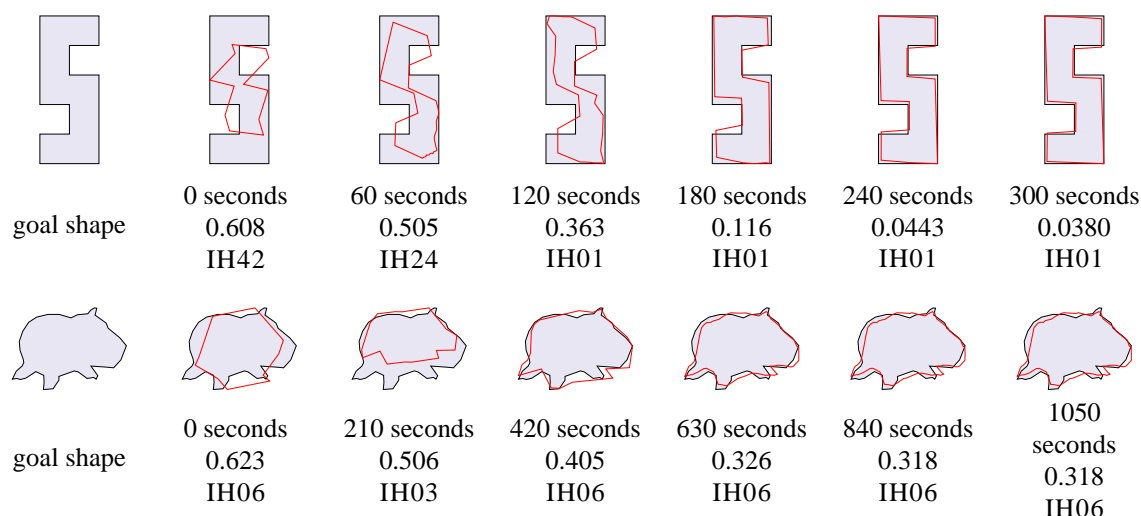 goal shape
0 seconds
0.608
IH42
60 seconds
0.505
IH24
120 seconds
0.363
IH01
180 seconds
0.116
IH01
240 seconds
0.0443
IH01
300 seconds
0.0380
IH01
goal shape
0 seconds
0.623
IH06
210 seconds
0.506
IH03
420 seconds
0.405
IH06
630 seconds
0.326
IH06
840 seconds
0.318
IH06
1050
seconds
0.318
IH06